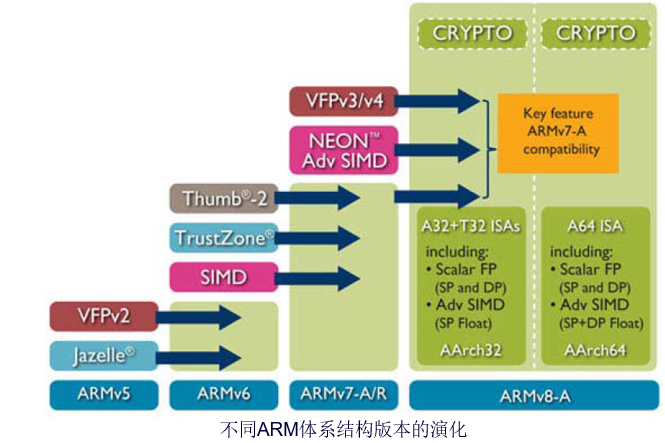 CRYPTO
CRYPTO
VFPv3/v4
NEON™
Adv SIMD
Key feature
ARMv7-A
compatibility
Thumb®-2
TrustZone®
SIMD
VFPv2
Jazelle®
A32+T32 ISAs
including:
• Scalar FP
(SP and DP)
• Adv SIMD
(SP Float)
AArch32
A64 ISA
including:
• Scalar FP
(SP and DP)
• Adv SIMD
(SP+DP Float)
AArch64
ARMv5
ARMv6
ARMv7-A/R
ARMv8-A
不同ARM体系结构版本的演化